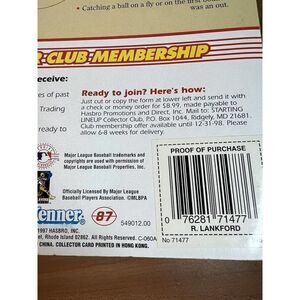 • Catching a ball on a fly or on the first bounce
was an out.
R CLUB MEMBERSHIP
eceive:
es of past
Trading
ready to
Ready to join? Here's how:
Just cut or copy the form at lower left and send it with
a check or money order for $8.99, made payable to
Hasbro Promotions and Direct, Inc. Mail to: STARTING
LINEUP Collector Club, P.O. Box 1044, Ridgely, MD 21681.
Club membership offer available until 12-31-98. Please
allow 6-8 weeks for delivery.
Major League Baseball trademarks and
copyrights are used with permission of
Major League Baseball Properties, Inc.
Officially Licensed By Major League
Baseball Players Association. ©MLBPA
Kenner
87
549012.00
1997 HASBRO, INC.
Rhode Island 02862. All Rights Reserved. C-060A
CHINA. COLLECTOR CARD PRINTED IN HONG KONG.
PROOF OF PURCHASE
0 76281 71477
R. LANKFORD
No 71477